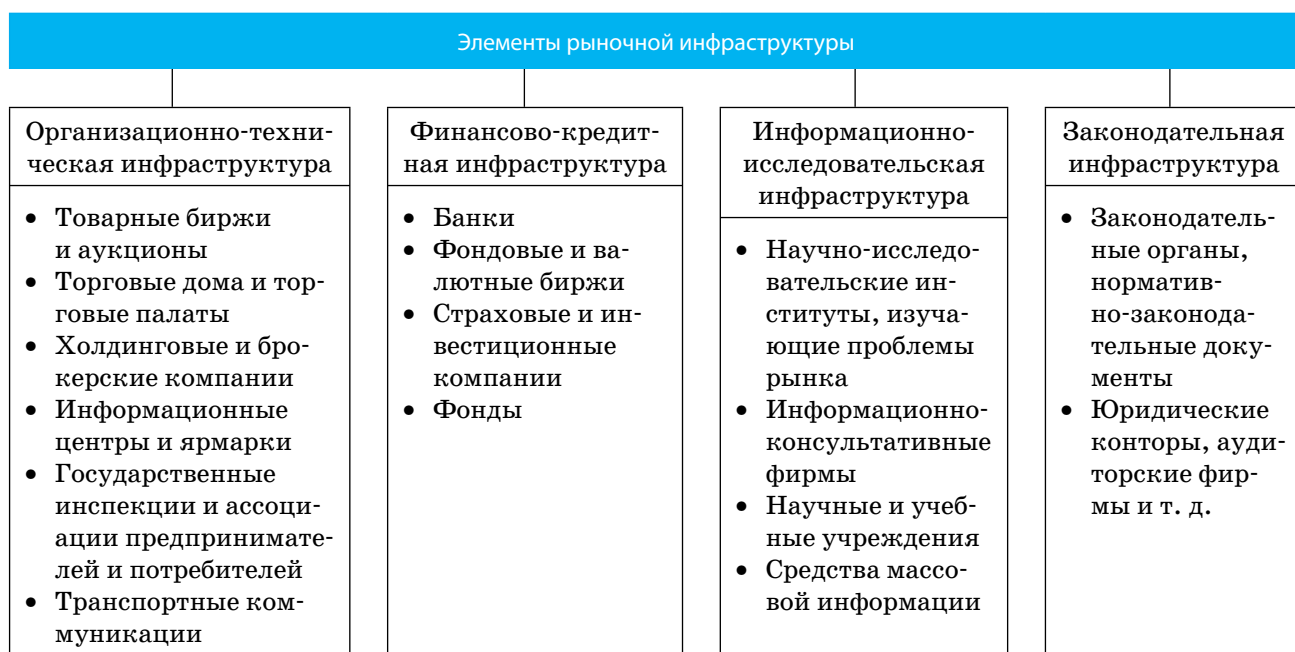 Элементы рыночной инфраструктуры
Организационно-техни-
ческая инфраструктура
• Товарные биржи
и аукционы
• Торговые дома и тор-
говые палаты
• Холдинговые и бро-
керские компании
• Информационные
центры и ярмарки
• Государственные
инспекции и ассоци-
ации предпринимате-
лей и потребителей
• Транспортные ком-
муникации
Финансово-кредит-
ная инфраструктура
• Банки
• Фондовые и ва-
лютные биржи
• Страховые и ин-
вестиционные
компании
• Фонды
Информационно-
исследовательская
инфраструктура
• Научно-исследо-
вательские ин-
ституты, изуча-
ющие проблемы
рынка
• Информационно-
консультативные
фирмы
• Научные и учеб-
ные учреждения
• Средства массо-
вой информации
Законодательная
инфраструктура
• Законодатель-
ные органы,
норматив-
но-законода-
тельные доку-
менты
• Юридические
конторы, ауди-
торские фир-
мы и т. д.